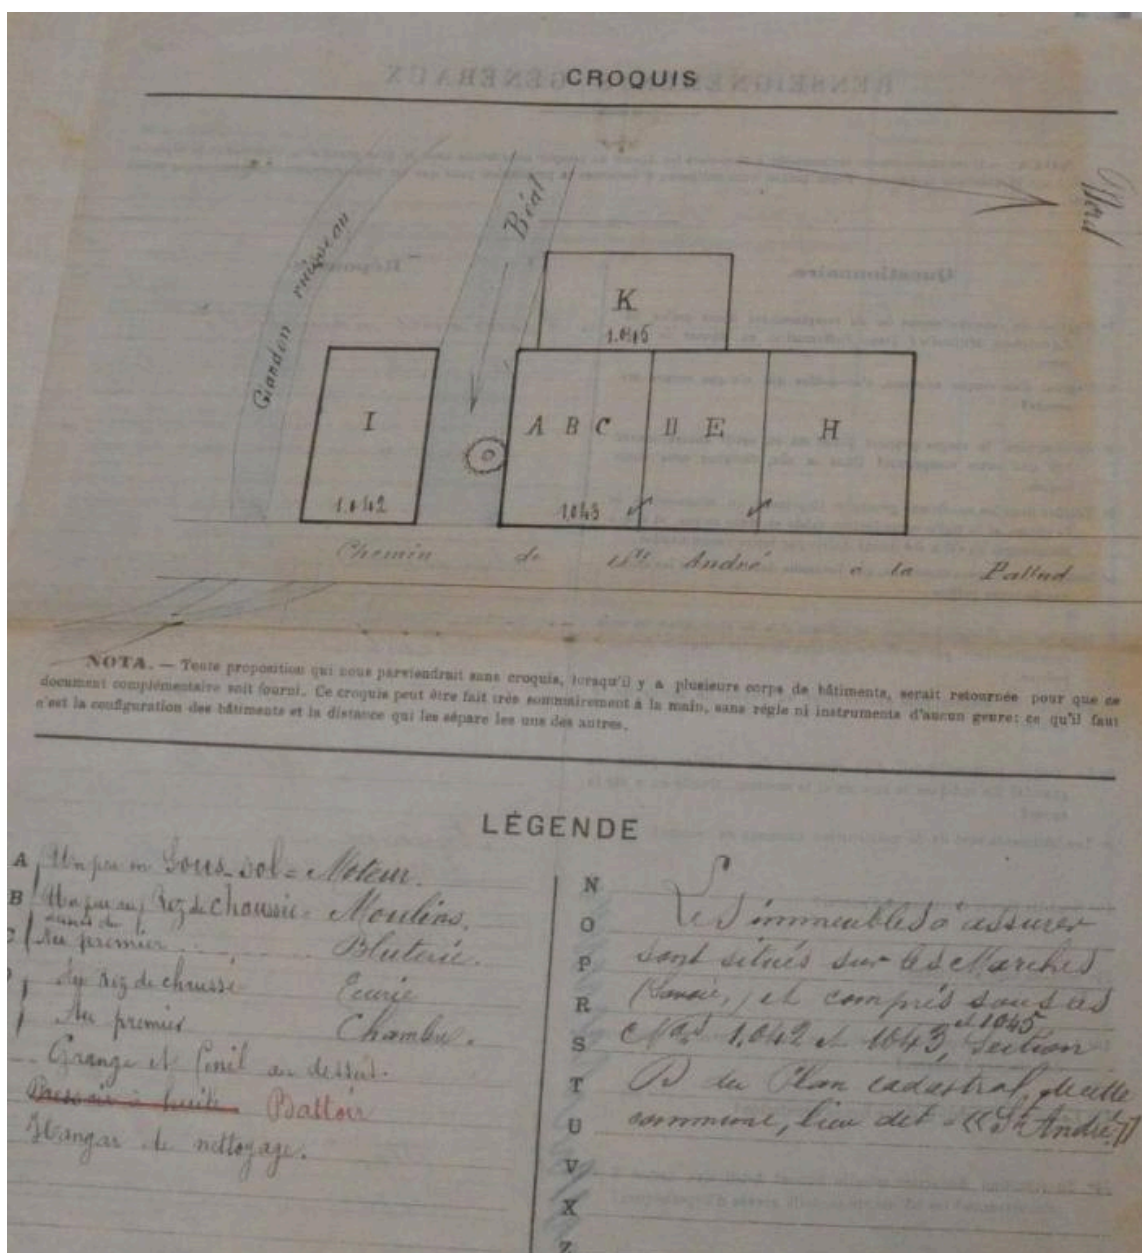 CROQUIS
Nord
Glandon ruisseau
Béal
K
1.045
I
1.042
A B C
D E
H
1.043
Chemin de St André à la Pallud
NOTA. — Toute proposition qui nous parviendrait sans croquis, lorsqu'il y a plusieurs corps de bâtiments, serait retournée pour que ce
document complémentaire soit fourni. Ce croquis peut être fait très sommairement à la main, sans règle ni instruments d'aucun genre: ce qu'il faut
c'est la configuration des bâtiments et la distance qui les sépare les uns des autres.
LÉGENDE
A Un peu en Sous-sol = Moteur.
B Un peu au Rez de chaussée = Moulins.
C Au premier Bluterie.
Au rez de chaussé Ecurie
Au premier Chambre.
Grange et Fenil au dessus.
Pressoir à huile Battoir
Hangar de nettoyage.
N
O Les immeubles à assurer
P sont situés sur les Marches
R (Savoie,) et compris sous les
S Nos 1.042 et 1043, et 1045 Section
T B du Plan cadastral, de cette
U commune, lieu dit «St André»
V
X
Z